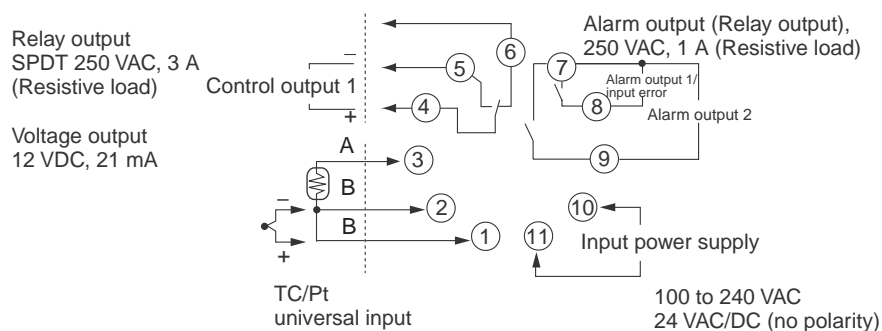 Relay output
SPDT 250 VAC, 3 A
(Resistive load)
Voltage output
12 VDC, 21 mA
Control output 1
–
+
6
5
4
Alarm output (Relay output),
250 VAC, 1 A (Resistive load)
7
Alarm output 1/
input error
8
Alarm output 2
9
A
3
B
–
2
B
1
+
TC/Pt
universal input
10
11
Input power supply
100 to 240 VAC
24 VAC/DC (no polarity)